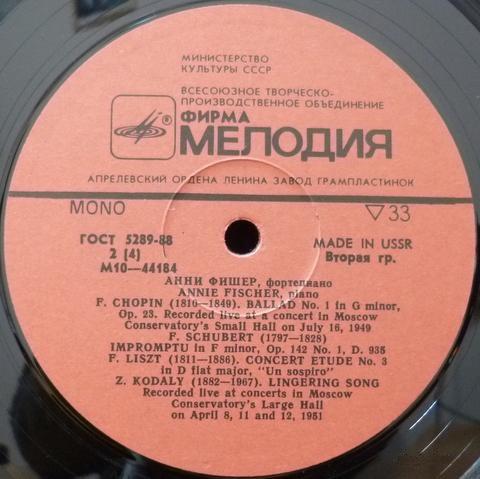 МИНИСТЕРСТВО
КУЛЬТУРЫ СССР
ВСЕСОЮЗНОЕ ТВОРЧЕСКО-
ПРОИЗВОДСТВЕННОЕ ОБЪЕДИНЕНИЕ
ФИРМА
МЕЛОДИЯ
АПРЕЛЕВСКИЙ ОРДЕНА ЛЕНИНА ЗАВОД ГРАМПЛАСТИНОК
MONO ▽33
ГОСТ 5289-88 MADE IN USSR
2 [4] Вторая гр.
М10—44184
АННИ ФИШЕР, фортепиано
ANNIE FISCHER, piano
F. CHOPIN (1810—1849). BALLAD No. 1 in G minor,
Op. 23. Recorded live at a concert in Moscow
Conservatory's Small Hall on July 16, 1949
F. SCHUBERT (1797—1828)
IMPROMPTU in F minor, Op. 142 No. 1, D. 935
F. LISZT (1811—1886). CONCERT ETUDE No. 3
in D flat major, "Un sospiro"
Z. KODALY (1882—1967). LINGERING SONG
Recorded live at concerts in Moscow
Conservatory's Large Hall
on April 8, 11 and 12, 1951